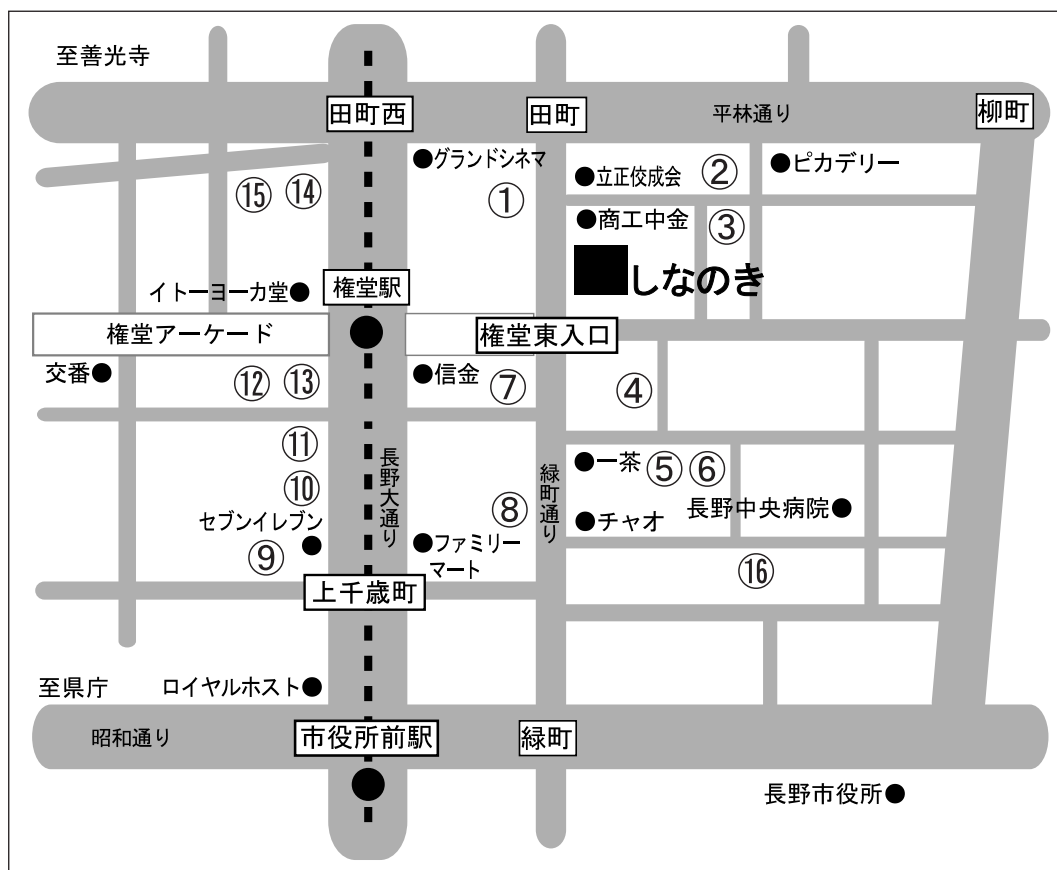 至善光寺
田町西
田町
平林通り
柳町
●グランドシネマ
●立正佼成会
②
●ピカデリー
⑮
⑭
①
●商工中金
③
■しなのき
権堂駅
イトーヨーカ堂●
権堂アーケード
権堂東入口
交番●
⑫
⑬
●信金
⑦
④
⑪
長野大通り
緑町通り
●一茶
⑤
⑥
⑩
⑧
長野中央病院●
セブンイレブン
●チャオ
⑨
●ファミリー
マート
⑯
上千歳町
至県庁
ロイヤルホスト●
昭和通り
市役所前駅
緑町
長野市役所●